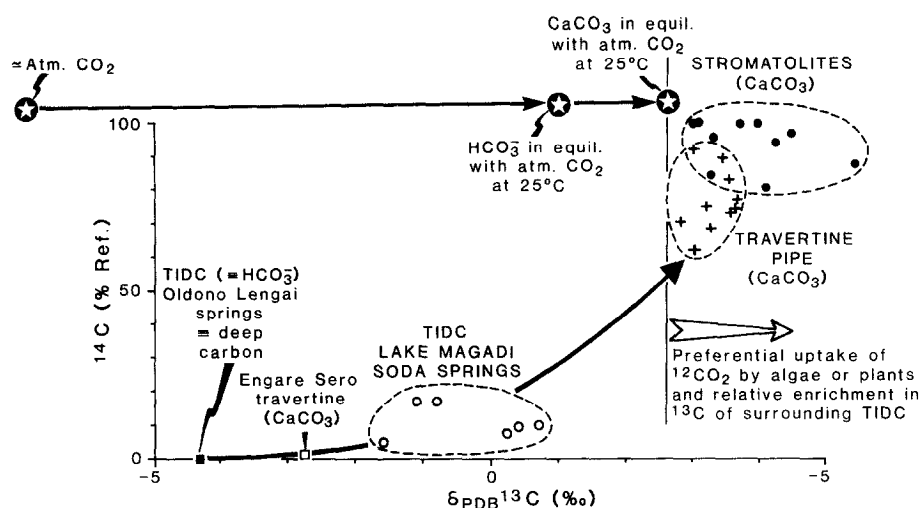 ≃Atm. CO2
CaCO3 in equil.
with atm. CO2
at 25°C
STROMATOLITES
(CaCO3)
HCO3̄ in equil.
with atm. CO2
at 25°C
TRAVERTINE
PIPE
(CaCO3)
TIDC (≃HCO3̄)
Oldono Lengai
springs
≃ deep
carbon
Engare Sero
travertine
(CaCO3)
TIDC
LAKE MAGADI
SODA SPRINGS
Preferential uptake of
12CO2 by algae or plants
and relative enrichment in
13C of surrounding TIDC
14C (% Ref.)
100
50
0
-5
0
-5
δPDB13C (‰)